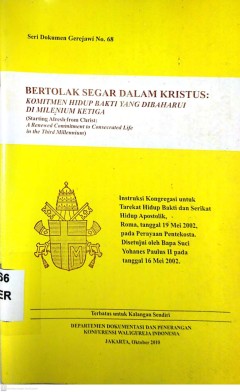 Seri Dokumen Gerejawi No. 68
BERTOLAK SEGAR DALAM KRISTUS:
KOMITMEN HIDUP BAKTI YANG DIBAHARUI
DI MILENIUM KETIGA
(Starting Afresh from Christ:
A Renewed Commitment to Consecrated Life
in the Third Millennium)
Instruksi Kongregasi untuk
Tarekat Hidup Bakti dan Serikat
Hidup Apostolik,
Roma, tanggal 19 Mei 2002,
pada Perayaan Pentekosta.
Disetujui oleh Bapa Suci
Yohanes Paulus II pada
tanggal 16 Mei 2002.
66
ER
Terbatas untuk Kalangan Sendiri
DEPARTEMEN DOKUMENTASI DAN PENERANGAN
KONFERENSI WALIGEREJA INDONESIA
JAKARTA, Oktober 2010